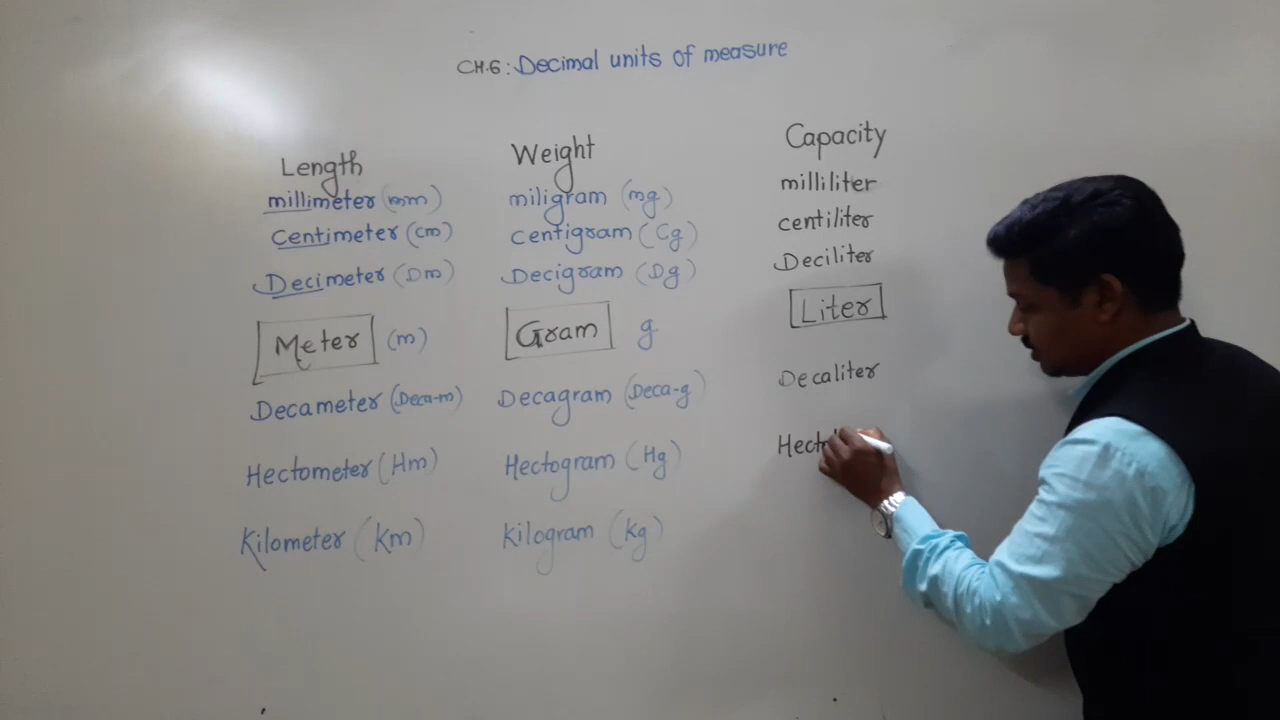 CH.6: Decimal units of measure
Length
millimeter (mm)
Centimeter (cm)
Decimeter (Dm)
Meter (m)
Decameter (Deca-m)
Hectometer (Hm)
Kilometer (Km)
Weight
miligram (mg)
centigram (Cg)
Decigram (Dg)
Gram g
Decagram (Deca-g)
Hectogram (Hg)
Kilogram (Kg)
Capacity
milliliter
centiliter
Deciliter
Liter
Decaliter